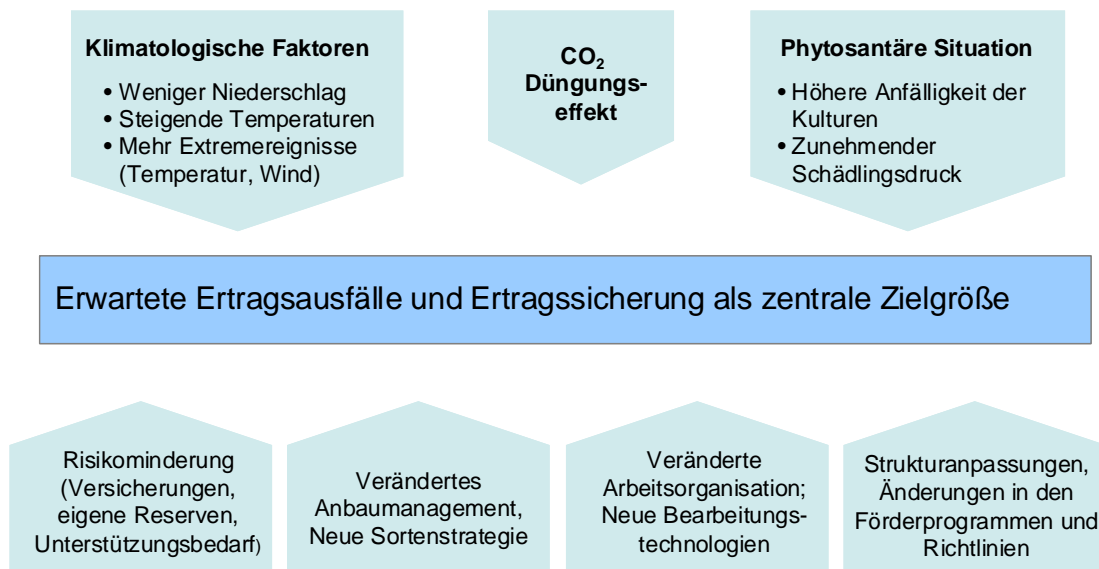 Klimatologische Faktoren
• Weniger Niederschlag
• Steigende Temperaturen
• Mehr Extremereignisse
(Temperatur, Wind)
CO₂
Düngungs-
effekt
Phytosantäre Situation
• Höhere Anfälligkeit der
Kulturen
• Zunehmender
Schädlingsdruck
Erwartete Ertragsausfälle und Ertragssicherung als zentrale Zielgröße
Risikominderung
(Versicherungen,
eigene Reserven,
Unterstützungsbedarf)
Verändertes
Anbaumanagement,
Neue Sortenstrategie
Veränderte
Arbeitsorganisation;
Neue Bearbeitungs-
technologien
Strukturanpassungen,
Änderungen in den
Förderprogrammen und
Richtlinien